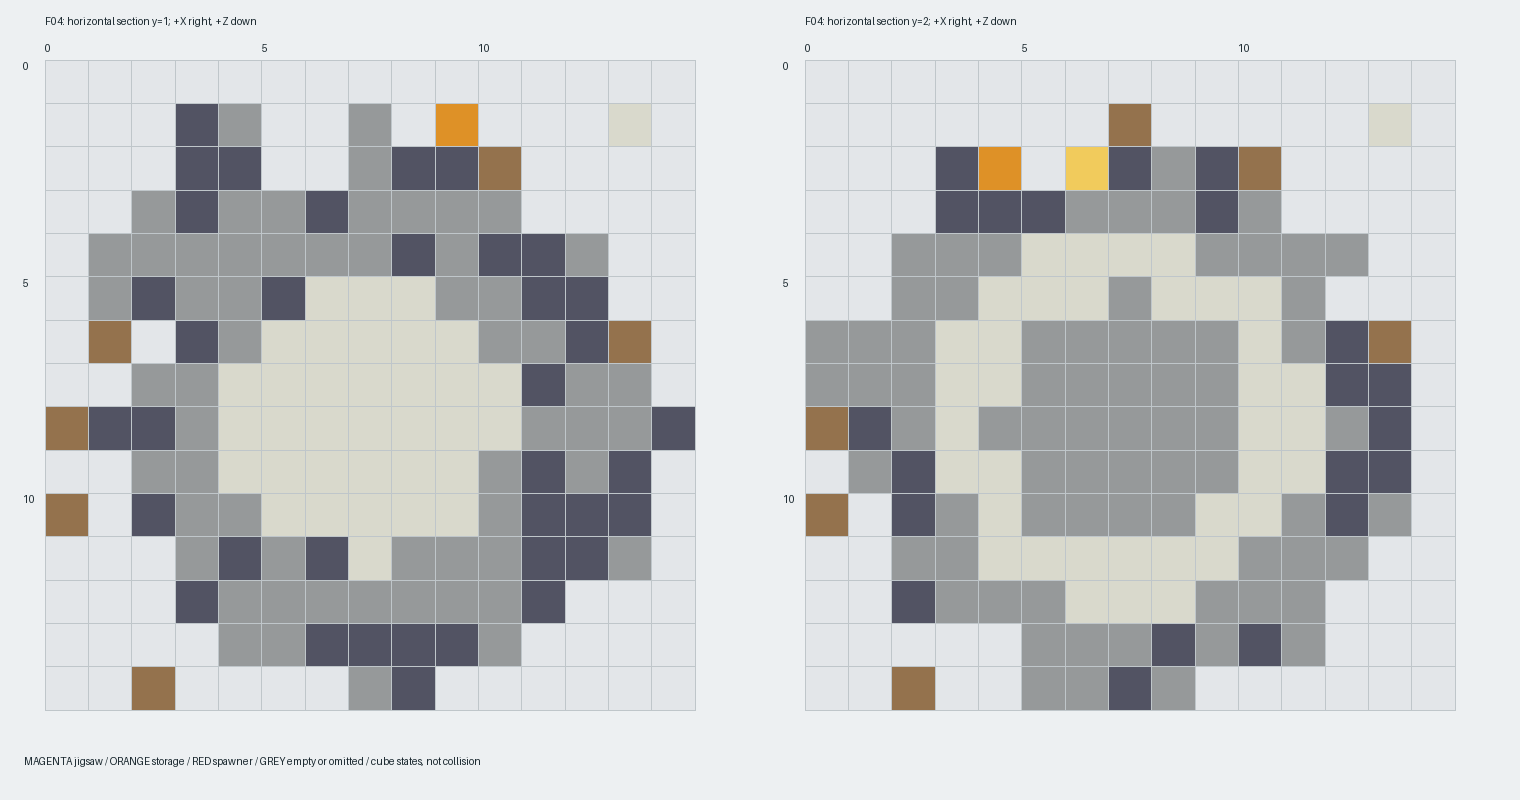 F04: horizontal section y=1; +X right, +Z down
F04: horizontal section y=2; +X right, +Z down
0 5 10
0 5 10
0
0
5
5
10
10
MAGENTA jigsaw / ORANGE storage / RED spawner / GREY empty or omitted / cube states, not collision